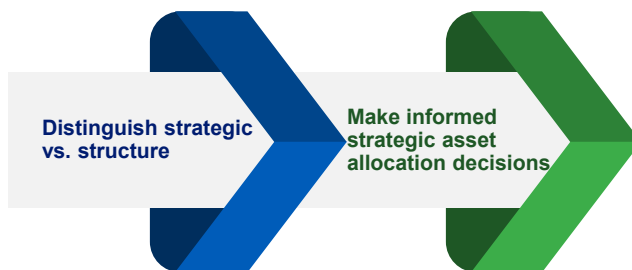 Distinguish strategic
vs. structure
Make informed
strategic asset
allocation decisions